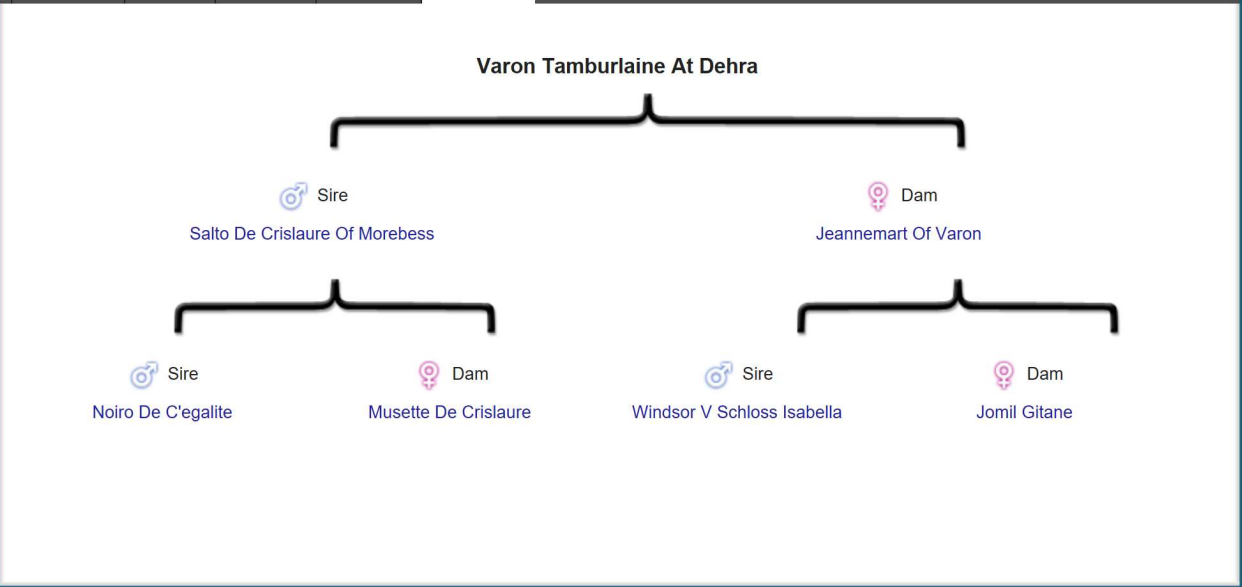 Varon Tamburlaine At Dehra
Sire
Dam
Salto De Crislaure Of Morebess
Jeannemart Of Varon
Sire
Dam
Sire
Dam
Noiro De C'egalite
Musette De Crislaure
Windsor V Schloss Isabella
Jomil Gitane